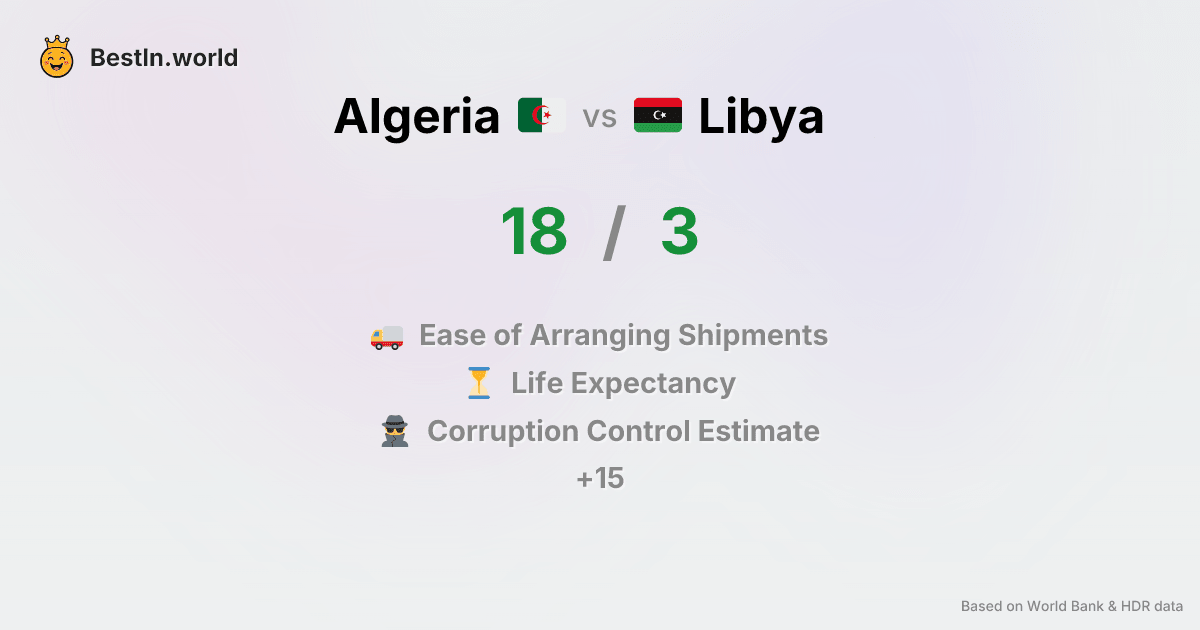 BestIn.world
Algeria vs Libya
18 / 3
Ease of Arranging Shipments
Life Expectancy
Corruption Control Estimate
+15
Based on World Bank & HDR data